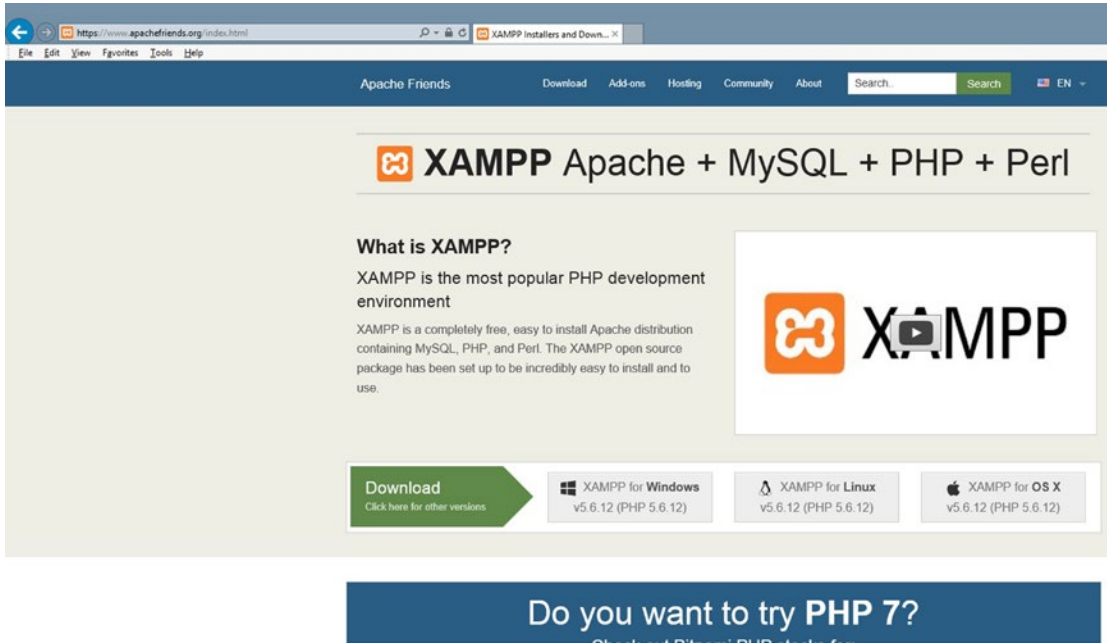 https://www.apachefriends.org/index.html
XAMPP Installers and Down...
File Edit View Favorites Tools Help
Apache Friends Download Add-ons Hosting Community About Search.. Search EN
XAMPP Apache + MySQL + PHP + Perl
What is XAMPP?
XAMPP is the most popular PHP development
environment
XAMPP is a completely free, easy to install Apache distribution
containing MySQL, PHP, and Perl. The XAMPP open source
package has been set up to be incredibly easy to install and to
use.
XAMPP
Download
Click here for other versions
XAMPP for Windows
v5.6.12 (PHP 5.6.12)
XAMPP for Linux
v5.6.12 (PHP 5.6.12)
XAMPP for OS X
v5.6.12 (PHP 5.6.12)
Do you want to try PHP 7?
Check out Bitnami PHP stacks for